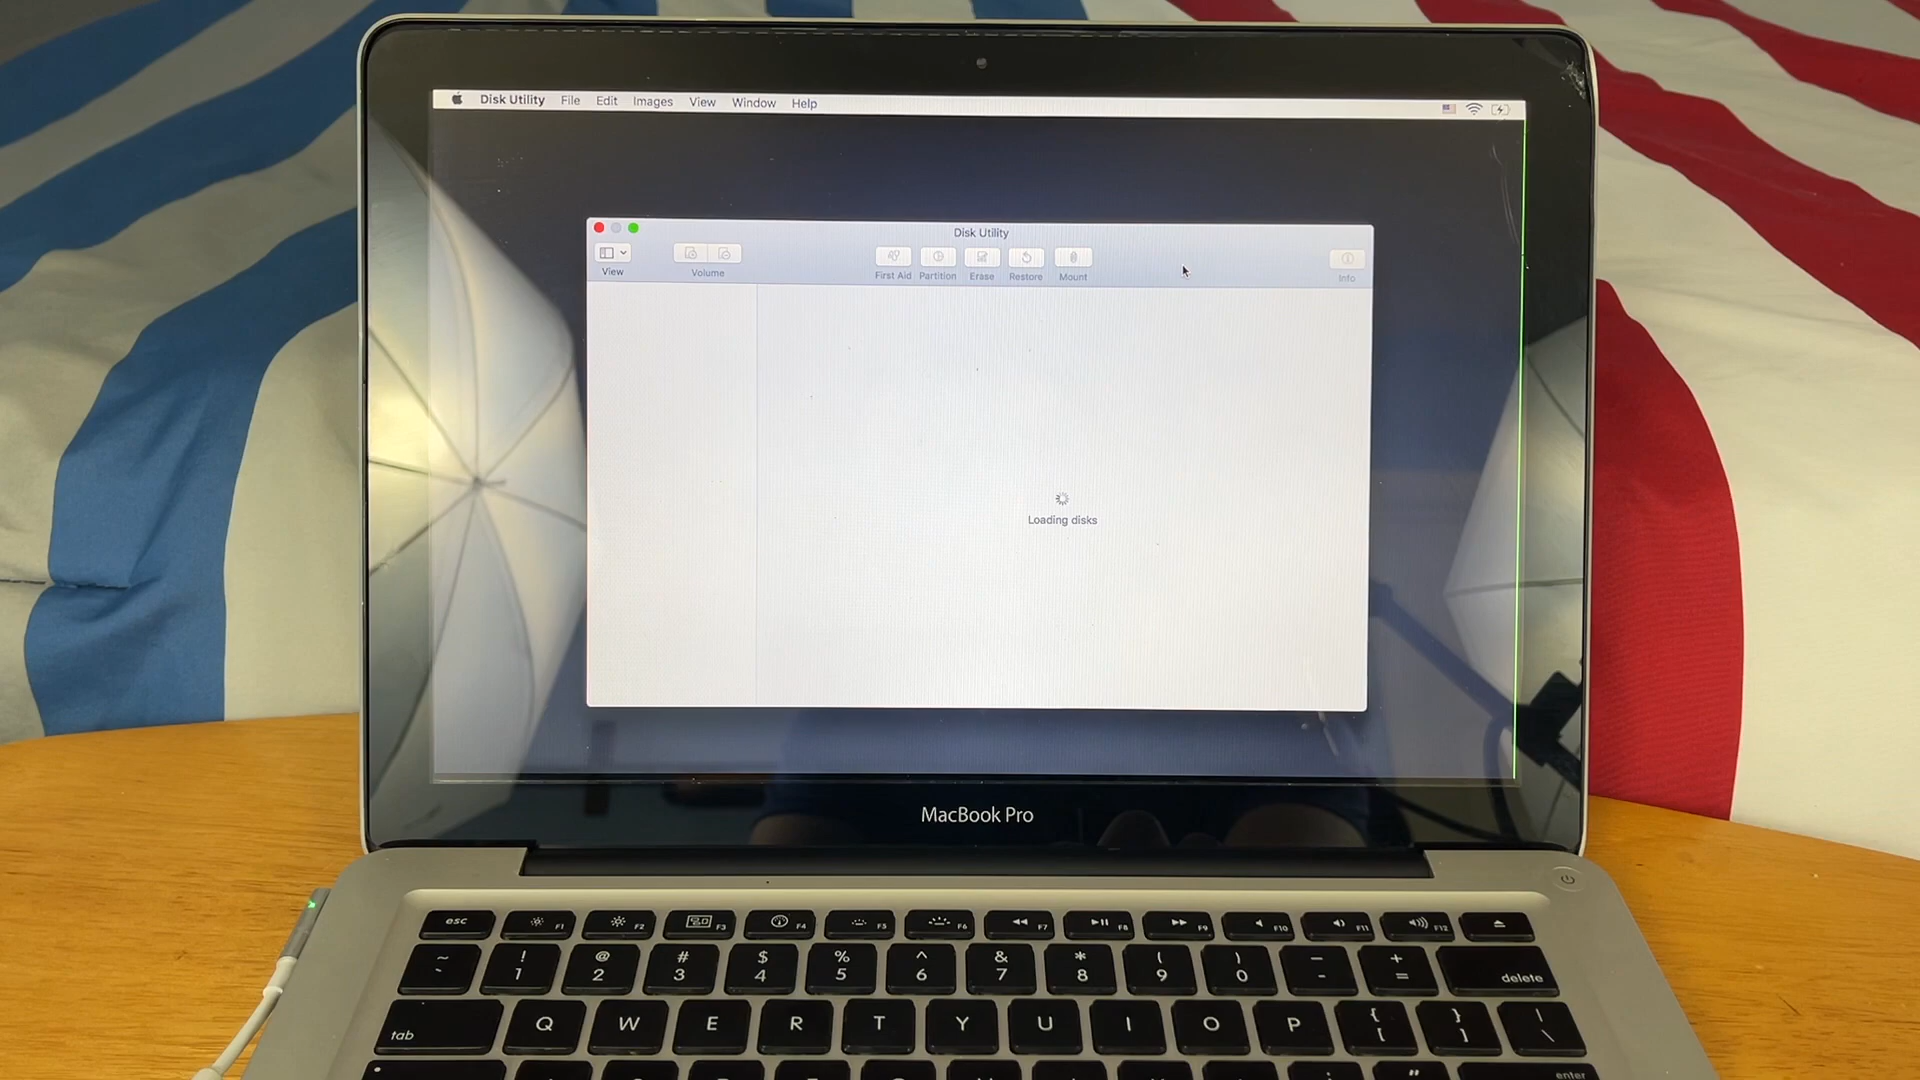 Disk Utility File Edit Images View Window Help
Disk Utility
View Volume First Aid Partition Erase Restore Mount Info
Loading disks
MacBook Pro
esc F1 F2 F3 F4 F5 F6 F7 F8 F9 F10 F11 F12
~ ! @ # $ % ^ & * ( ) _ +
` 1 2 3 4 5 6 7 8 9 0 - = delete
tab Q W E R T Y U I O P { [ } ] | \
enter